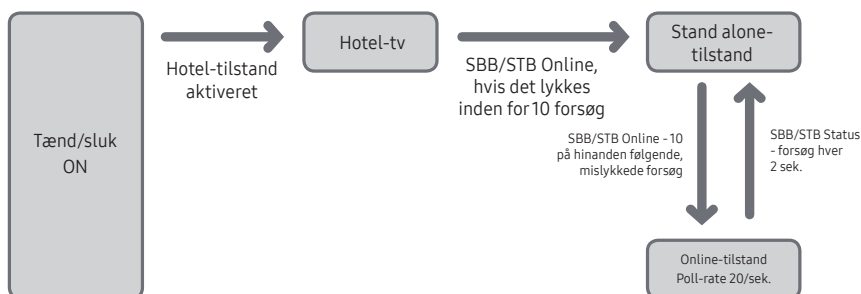 Tænd/sluk
ON
Hotel-tilstand
aktiveret
Hotel-tv
SBB/STB Online,
hvis det lykkes
inden for 10 forsøg
Stand alone-
tilstand
SBB/STB Online - 10
på hinanden følgende,
mislykkede forsøg
SBB/STB Status
- forsøg hver
2 sek.
Online-tilstand
Poll-rate 20/sek.